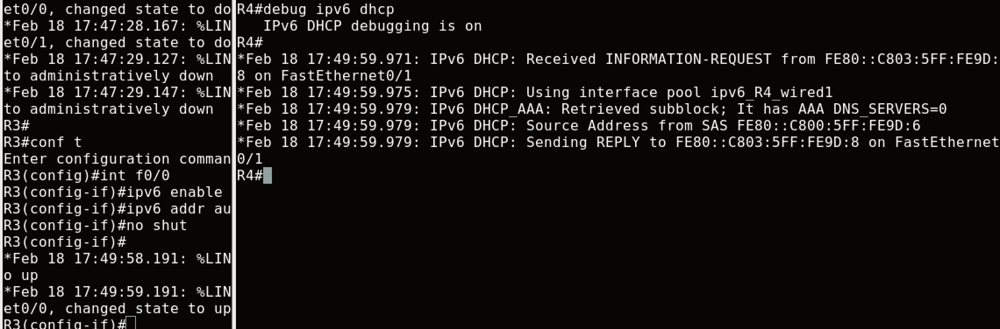 et0/0, changed state to do
*Feb 18 17:47:28.167: %LIN
et0/1, changed state to do
*Feb 18 17:47:29.127: %LIN
to administratively down
*Feb 18 17:47:29.147: %LIN
to administratively down
R3#
R3#conf t
Enter configuration comman
R3(config)#int f0/0
R3(config-if)#ipv6 enable
R3(config-if)#ipv6 addr au
R3(config-if)#no shut
R3(config-if)#
*Feb 18 17:49:58.191: %LIN
o up
*Feb 18 17:49:59.191: %LIN
et0/0, changed state to up
R3(config-if)#
R4#debug ipv6 dhcp
   IPv6 DHCP debugging is on
R4#
*Feb 18 17:49:59.971: IPv6 DHCP: Received INFORMATION-REQUEST from FE80::C803:5FF:FE9D:
8 on FastEthernet0/1
*Feb 18 17:49:59.975: IPv6 DHCP: Using interface pool ipv6_R4_wired1
*Feb 18 17:49:59.979: IPv6 DHCP_AAA: Retrieved subblock; It has AAA DNS_SERVERS=0
*Feb 18 17:49:59.979: IPv6 DHCP: Source Address from SAS FE80::C800:5FF:FE9D:6
*Feb 18 17:49:59.979: IPv6 DHCP: Sending REPLY to FE80::C803:5FF:FE9D:8 on FastEthernet
0/1
R4#